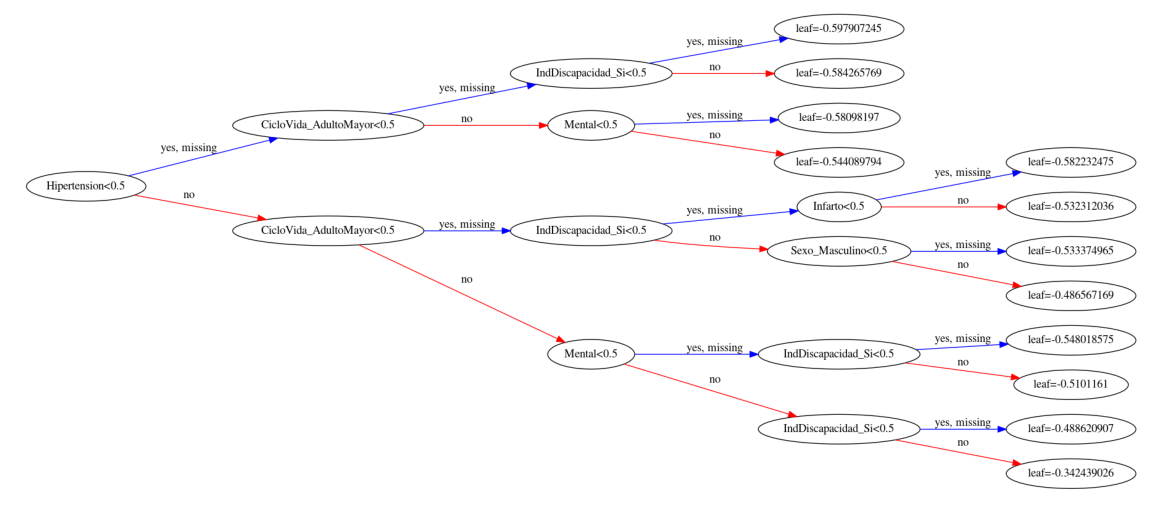 leaf=-0.597907245
yes, missing
IndDiscapacidad_Si<0.5
no
leaf=-0.584265769
yes, missing
CicloVida_AdultoMayor<0.5
no
Mental<0.5
yes, missing
leaf=-0.58098197
no
leaf=-0.544089794
yes, missing
Hipertension<0.5
no
CicloVida_AdultoMayor<0.5
yes, missing
IndDiscapacidad_Si<0.5
yes, missing
Infarto<0.5
yes, missing
leaf=-0.582232475
no
leaf=-0.532312036
no
Sexo_Masculino<0.5
yes, missing
leaf=-0.533374965
no
leaf=-0.486567169
no
Mental<0.5
yes, missing
IndDiscapacidad_Si<0.5
yes, missing
leaf=-0.548018575
no
leaf=-0.5101161
no
IndDiscapacidad_Si<0.5
yes, missing
leaf=-0.488620907
no
leaf=-0.342439026